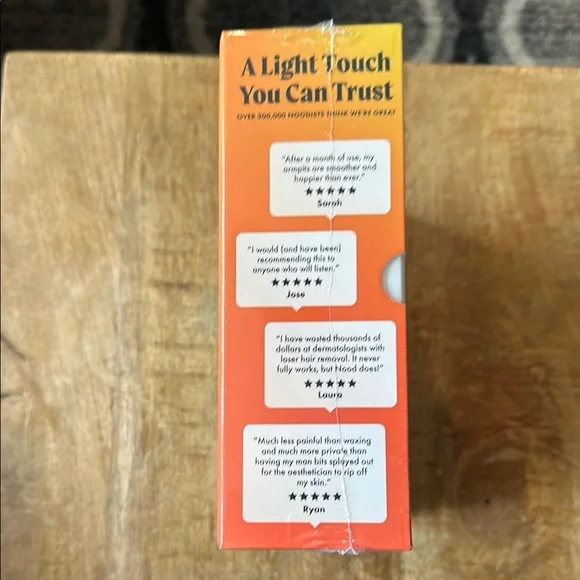 A Light Touch
You Can Trust
OVER 500,000 NOODISTS THINK WE'RE GREAT
"After a month of use, my
armpits are smoother and
happier than ever."
★★★★★
Sarah
"I would (and have been)
recommending this to
anyone who will listen."
★★★★★
Jose
"I have wasted thousands of
dollars at dermatologists with
laser hair removal. It never
fully works, but Nood does!"
★★★★★
Laura
"Much less painful than waxing
and much more private than
having my man bits splayed out
for the aesthetician to rip off
my skin."
★★★★★
Ryan